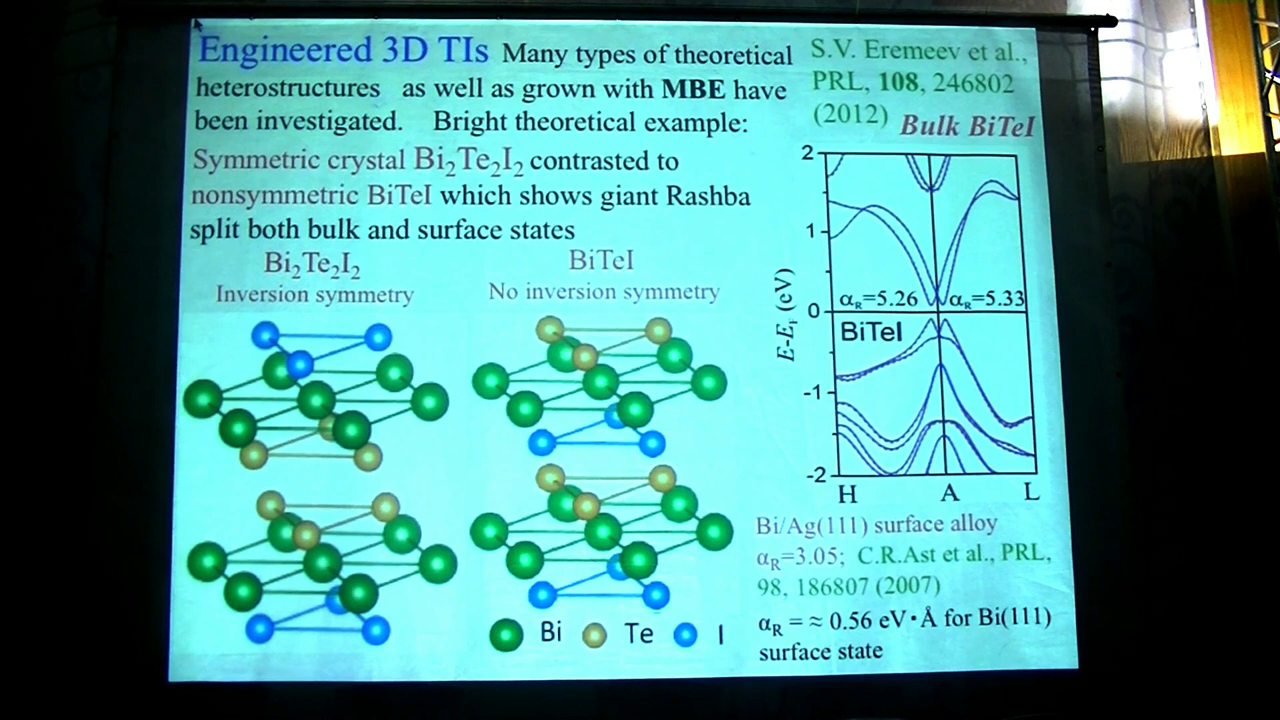 Engineered 3D TIs Many types of theoretical
heterostructures as well as grown with MBE have
been investigated. Bright theoretical example:
Symmetric crystal Bi₂Te₂I₂ contrasted to
nonsymmetric BiTeI which shows giant Rashba
split both bulk and surface states
S.V. Eremeev et al.,
PRL, 108, 246802
(2012) Bulk BiTeI
Bi₂Te₂I₂
Inversion symmetry
BiTeI
No inversion symmetry
Bi Te I
2
1
0
-1
-2
E-E_F (eV)
α_R=5.26 α_R=5.33
BiTeI
H A L
Bi/Ag(111) surface alloy
α_R=3.05; C.R.Ast et al., PRL,
98, 186807 (2007)
α_R = ≈ 0.56 eV·Å for Bi(111)
surface state